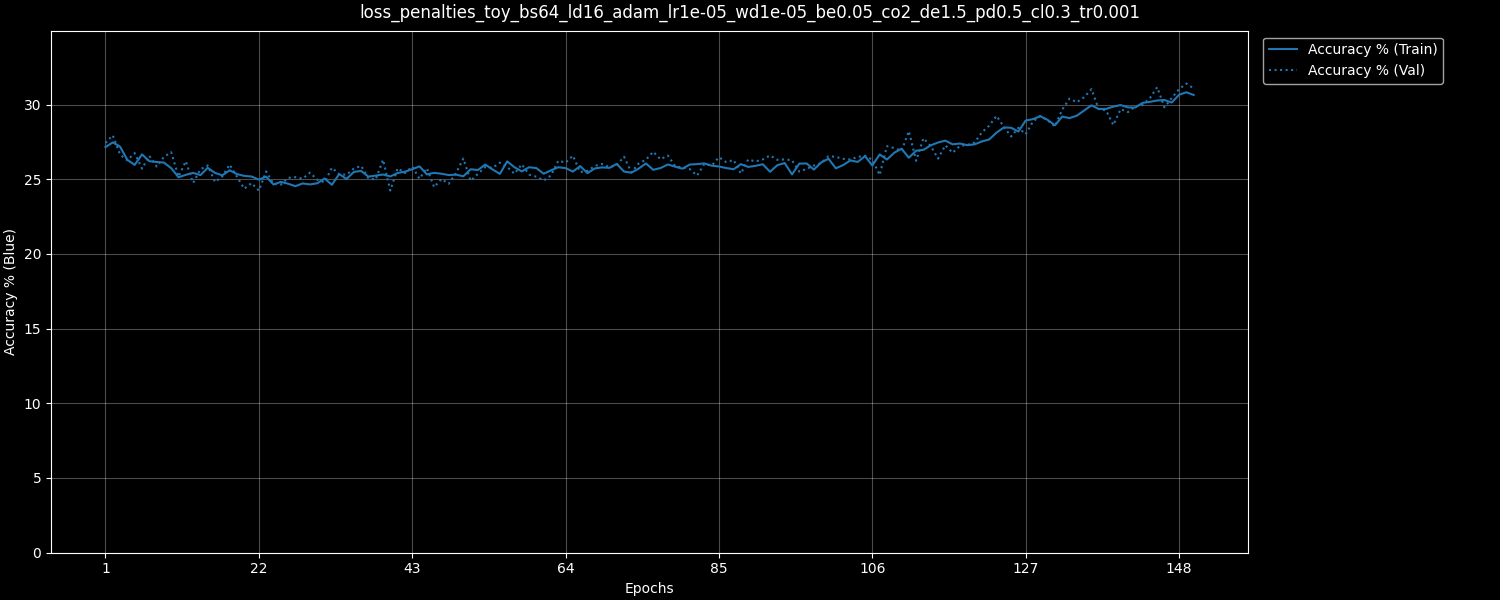 loss_penalties_toy_bs64_ld16_adam_lr1e-05_wd1e-05_be0.05_co2_de1.5_pd0.5_cl0.3_tr0.001
Accuracy % (Train)
Accuracy % (Val)
Accuracy % (Blue)
30
25
20
15
10
5
0
1 22 43 64 85 106 127 148
Epochs